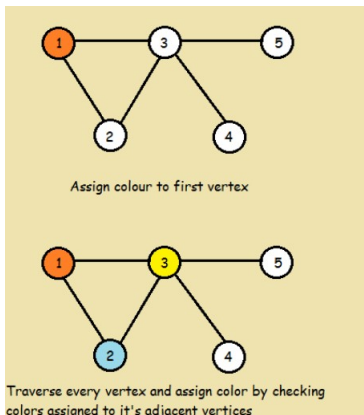 1 3 5
2 4
Assign colour to first vertex
1 3 5
2 4
Traverse every vertex and assign color by checking
colors assigned to it's adjacent vertices